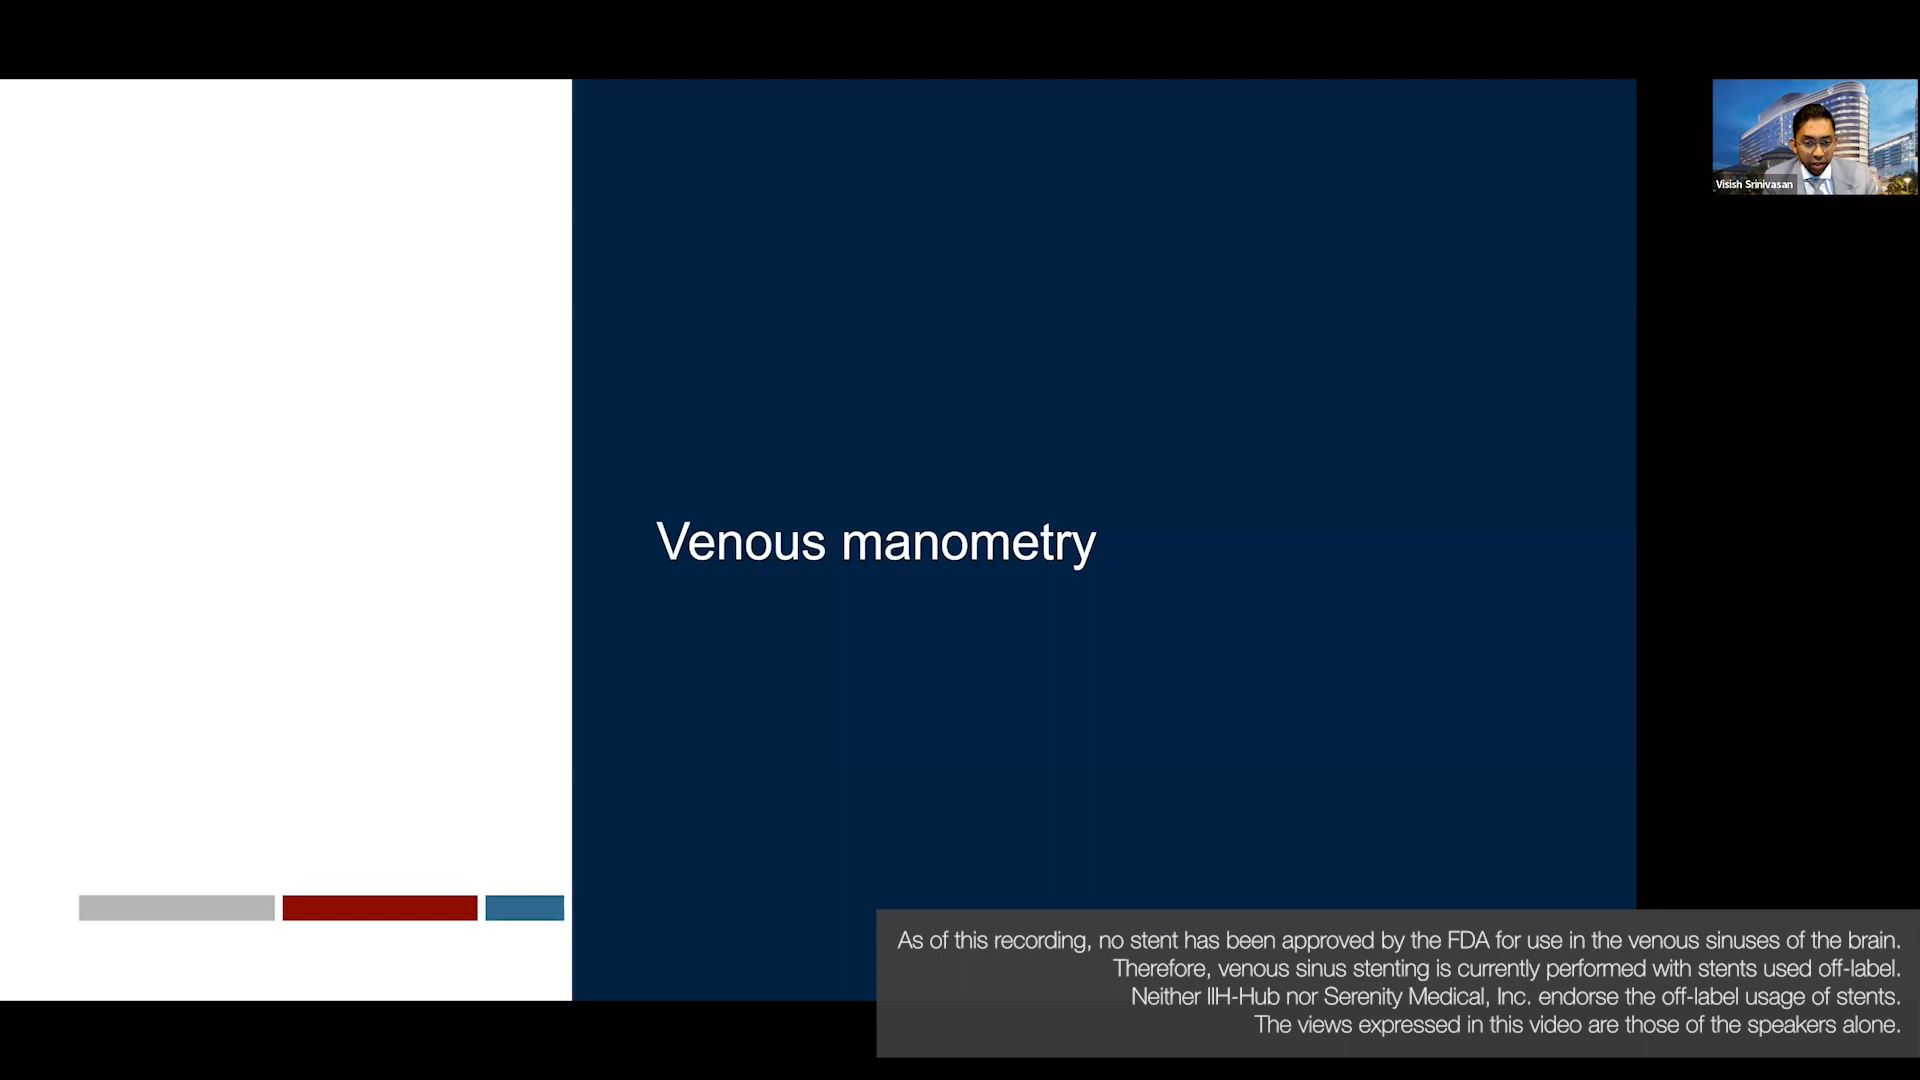 Visish Srinivasan
Venous manometry
As of this recording, no stent has been approved by the FDA for use in the venous sinuses of the brain.
Therefore, venous sinus stenting is currently performed with stents used off-label.
Neither IIH-Hub nor Serenity Medical, Inc. endorse the off-label usage of stents.
The views expressed in this video are those of the speakers alone.